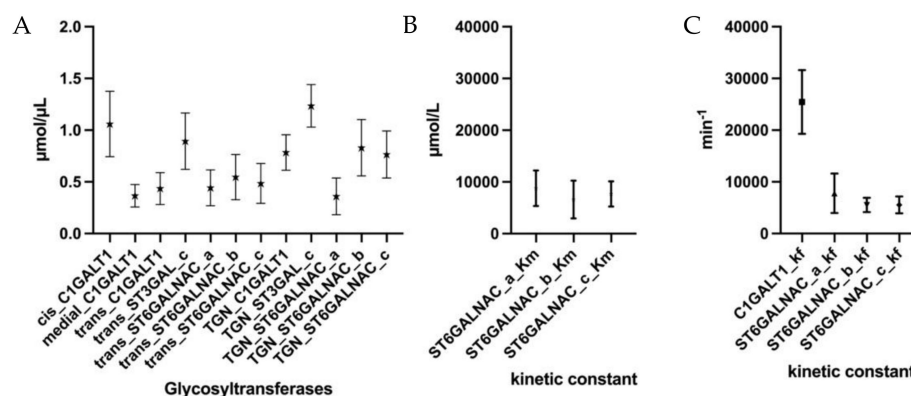 A
2.0
1.5
1.0
0.5
0.0
µmol/µL
cis_C1GALT1
medial_C1GALT1
trans_C1GALT1
trans_ST3GAL_c
trans_ST6GALNAC_a
trans_ST6GALNAC_b
trans_ST6GALNAC_c
TGN_C1GALT1
TGN_ST3GAL_c
TGN_ST6GALNAC_a
TGN_ST6GALNAC_b
TGN_ST6GALNAC_c
Glycosyltransferases
B
40000
30000
20000
10000
0
µmol/L
ST6GALNAC_a_Km
ST6GALNAC_b_Km
ST6GALNAC_c_Km
kinetic constant
C
40000
30000
20000
10000
0
min-1
C1GALT1_kf
ST6GALNAC_a_kf
ST6GALNAC_b_kf
ST6GALNAC_c_kf
kinetic constant